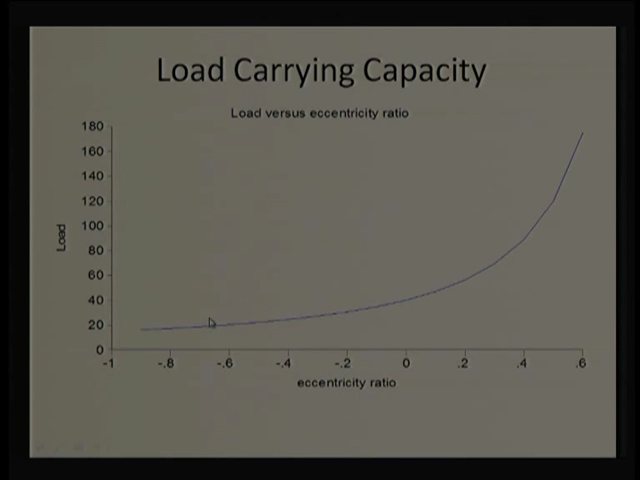 Load Carrying Capacity
Load versus eccentricity ratio
180
160
140
120
100
80
60
40
20
0
Load
-1 -.8 -.6 -.4 -.2 0 .2 .4 .6
eccentricity ratio